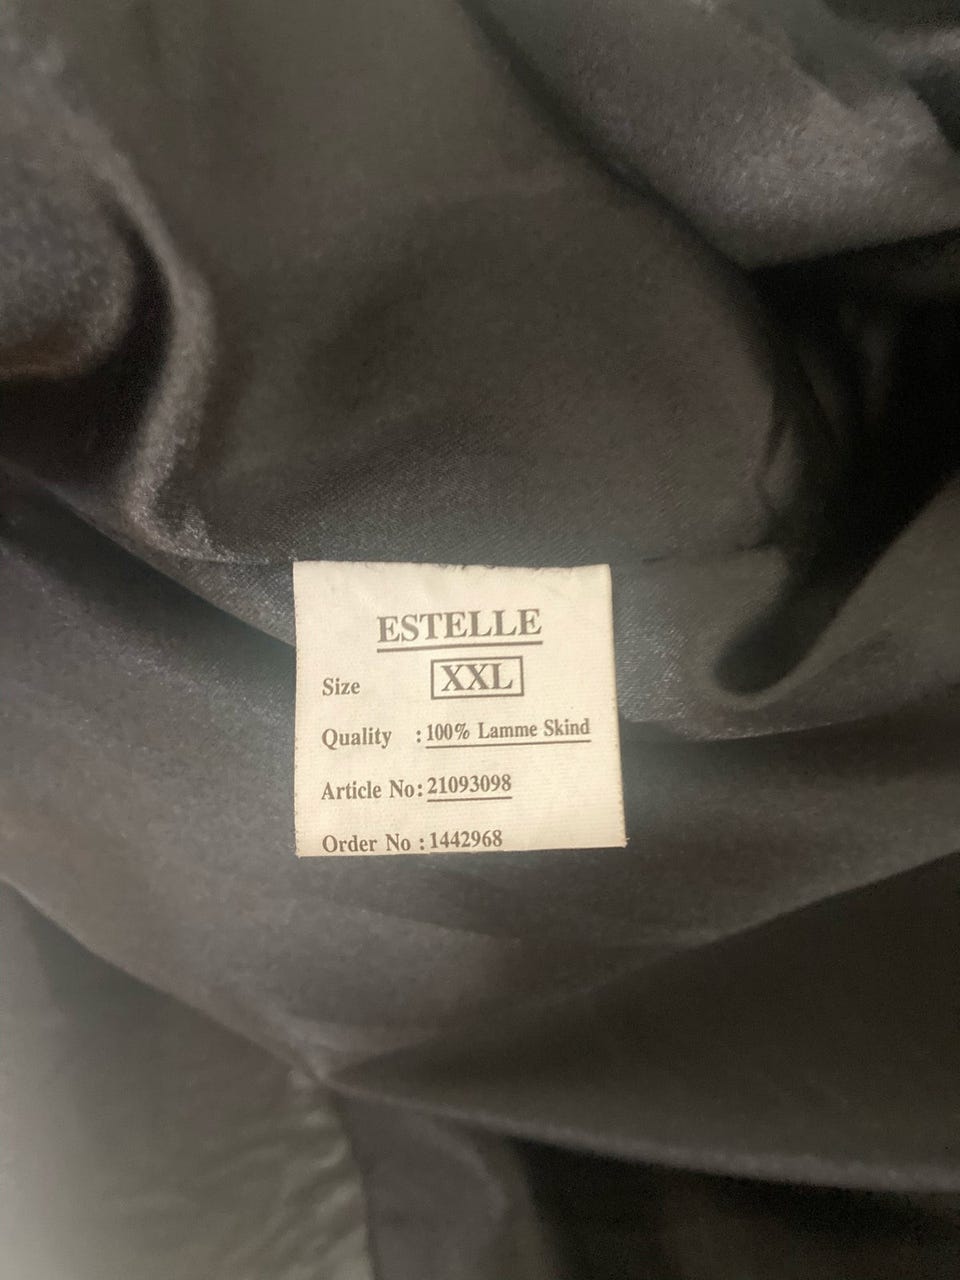 ESTELLE
Size XXL
Quality : 100% Lamme Skind
Article No: 21093098
Order No : 1442968